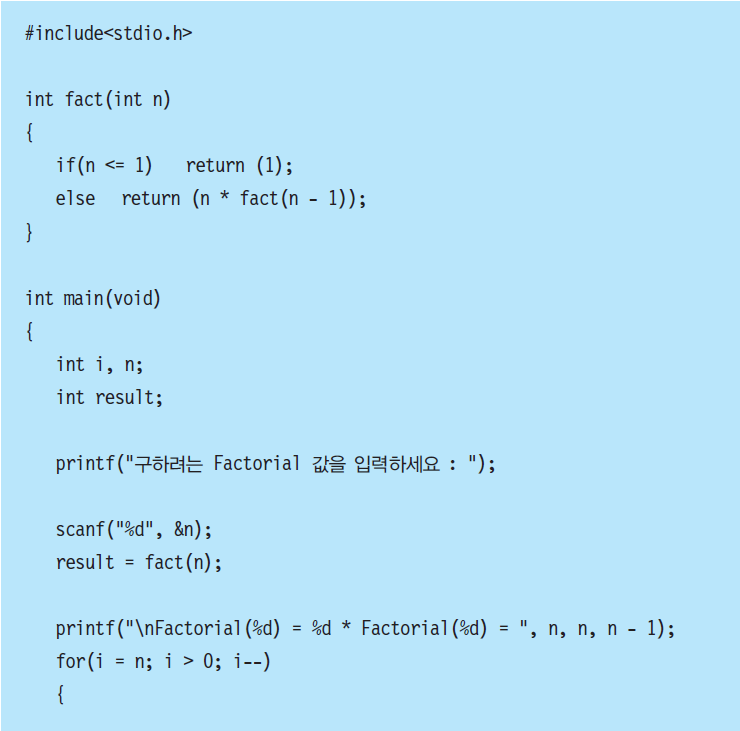 #include<stdio.h>
int fact(int n)
{
if(n <= 1) return (1);
else return (n * fact(n - 1));
}
int main(void)
{
int i, n;
int result;
printf("구하려는 Factorial 값을 입력하세요 : ");
scanf("%d", &n);
result = fact(n);
printf("\nFactorial(%d) = %d * Factorial(%d) = ", n, n, n - 1);
for(i = n; i > 0; i--)
{